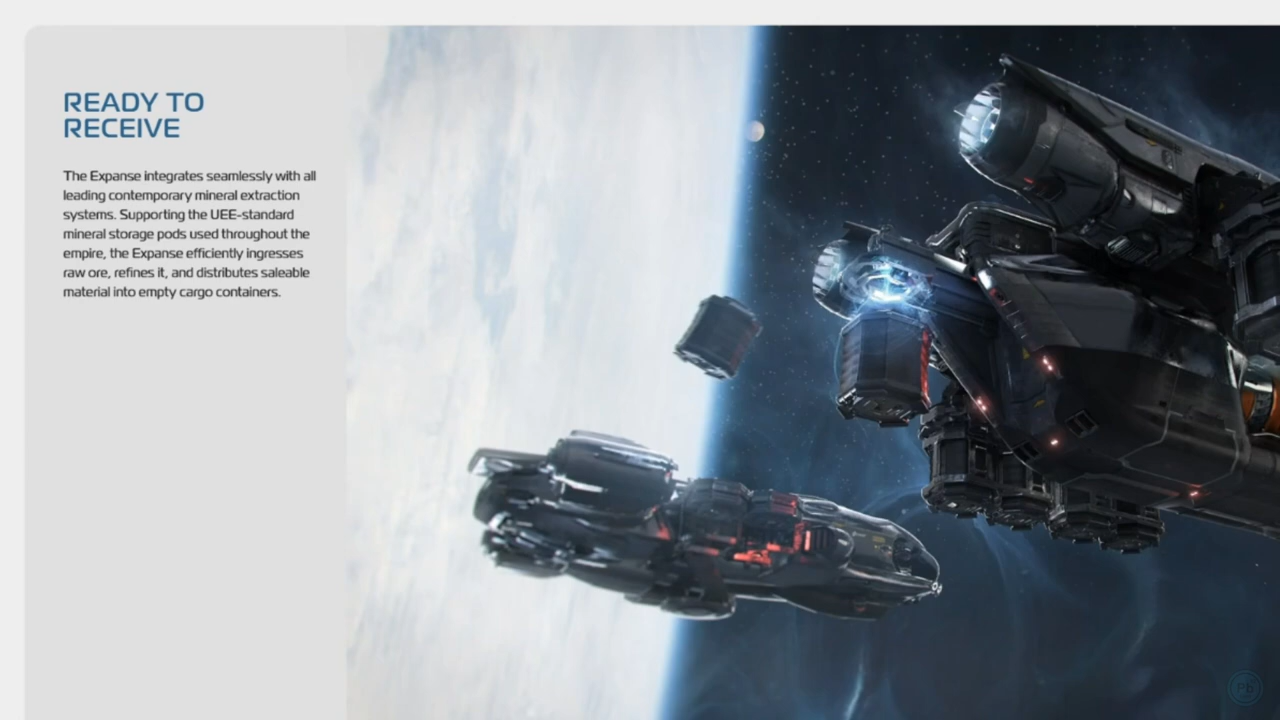 READY TO
RECEIVE
The Expanse integrates seamlessly with all
leading contemporary mineral extraction
systems. Supporting the UEE-standard
mineral storage pods used throughout the
empire, the Expanse efficiently ingresses
raw ore, refines it, and distributes saleable
material into empty cargo containers.
Pb